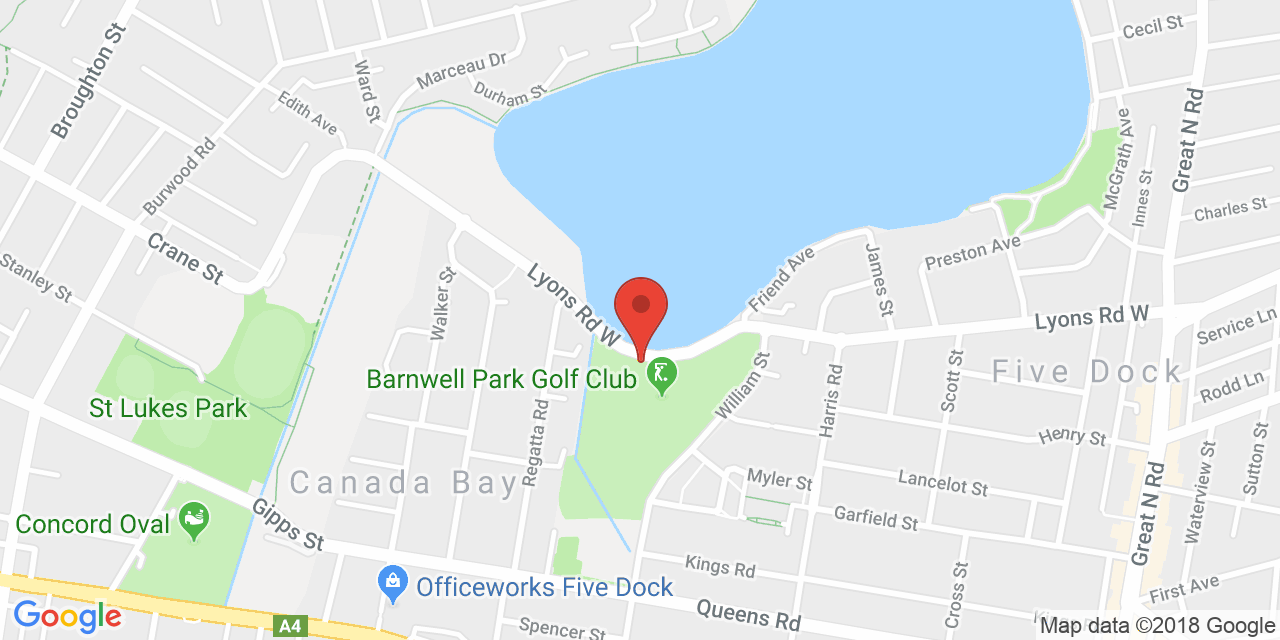 Cecil St
Broughton St
Marceau Dr
Ward St
Durham St
Edith Ave
Great N Rd
McGrath Ave
Burwood Rd
Innes St
Charles St
Crane St
Preston Ave
Stanley St
James St
Friend Ave
Walker St
Lyons Rd W
Lyons Rd W
Service Ln
Five Dock
Barnwell Park Golf Club
Scott St
Rodd Ln
William St
Harris Rd
St Lukes Park
Regatta Rd
Henry St
Sutton St
Canada Bay
Myler St
Lancelot St
Waterview St
Great N Rd
Gipps St
Concord Oval
Garfield St
Kings Rd
Officeworks Five Dock
Cross St
First Ave
Queens Rd
Google
A4
Spencer St
Map data ©2018 Google